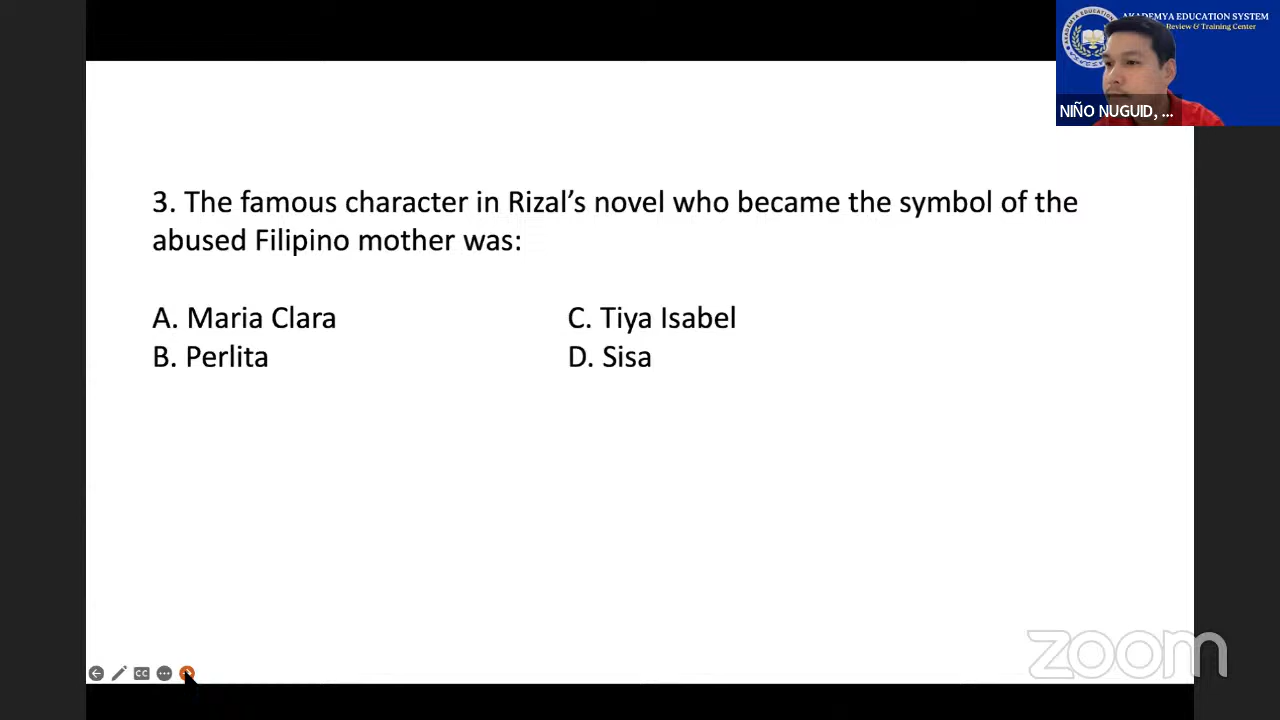 AKADEMYA EDUCATION SYSTEM
Review & Training Center
NIÑO NUGUID, ...
3. The famous character in Rizal’s novel who became the symbol of the
abused Filipino mother was:
A. Maria Clara
C. Tiya Isabel
B. Perlita
D. Sisa
CC
zoom